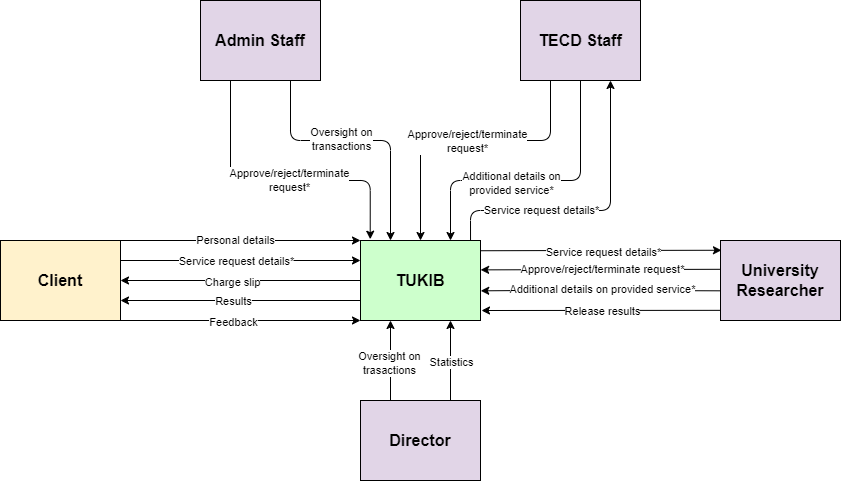 Admin Staff
TECD Staff
Oversight on
transactions
Approve/reject/terminate
request*
Approve/reject/terminate
request*
Additional details on
provided service*
Service request details*
Client
Personal details
Service request details*
Charge slip
Results
Feedback
TUKIB
Service request details*
Approve/reject/terminate request*
Additional details on provided service*
Release results
University
Researcher
Oversight on
trasactions
Statistics
Director